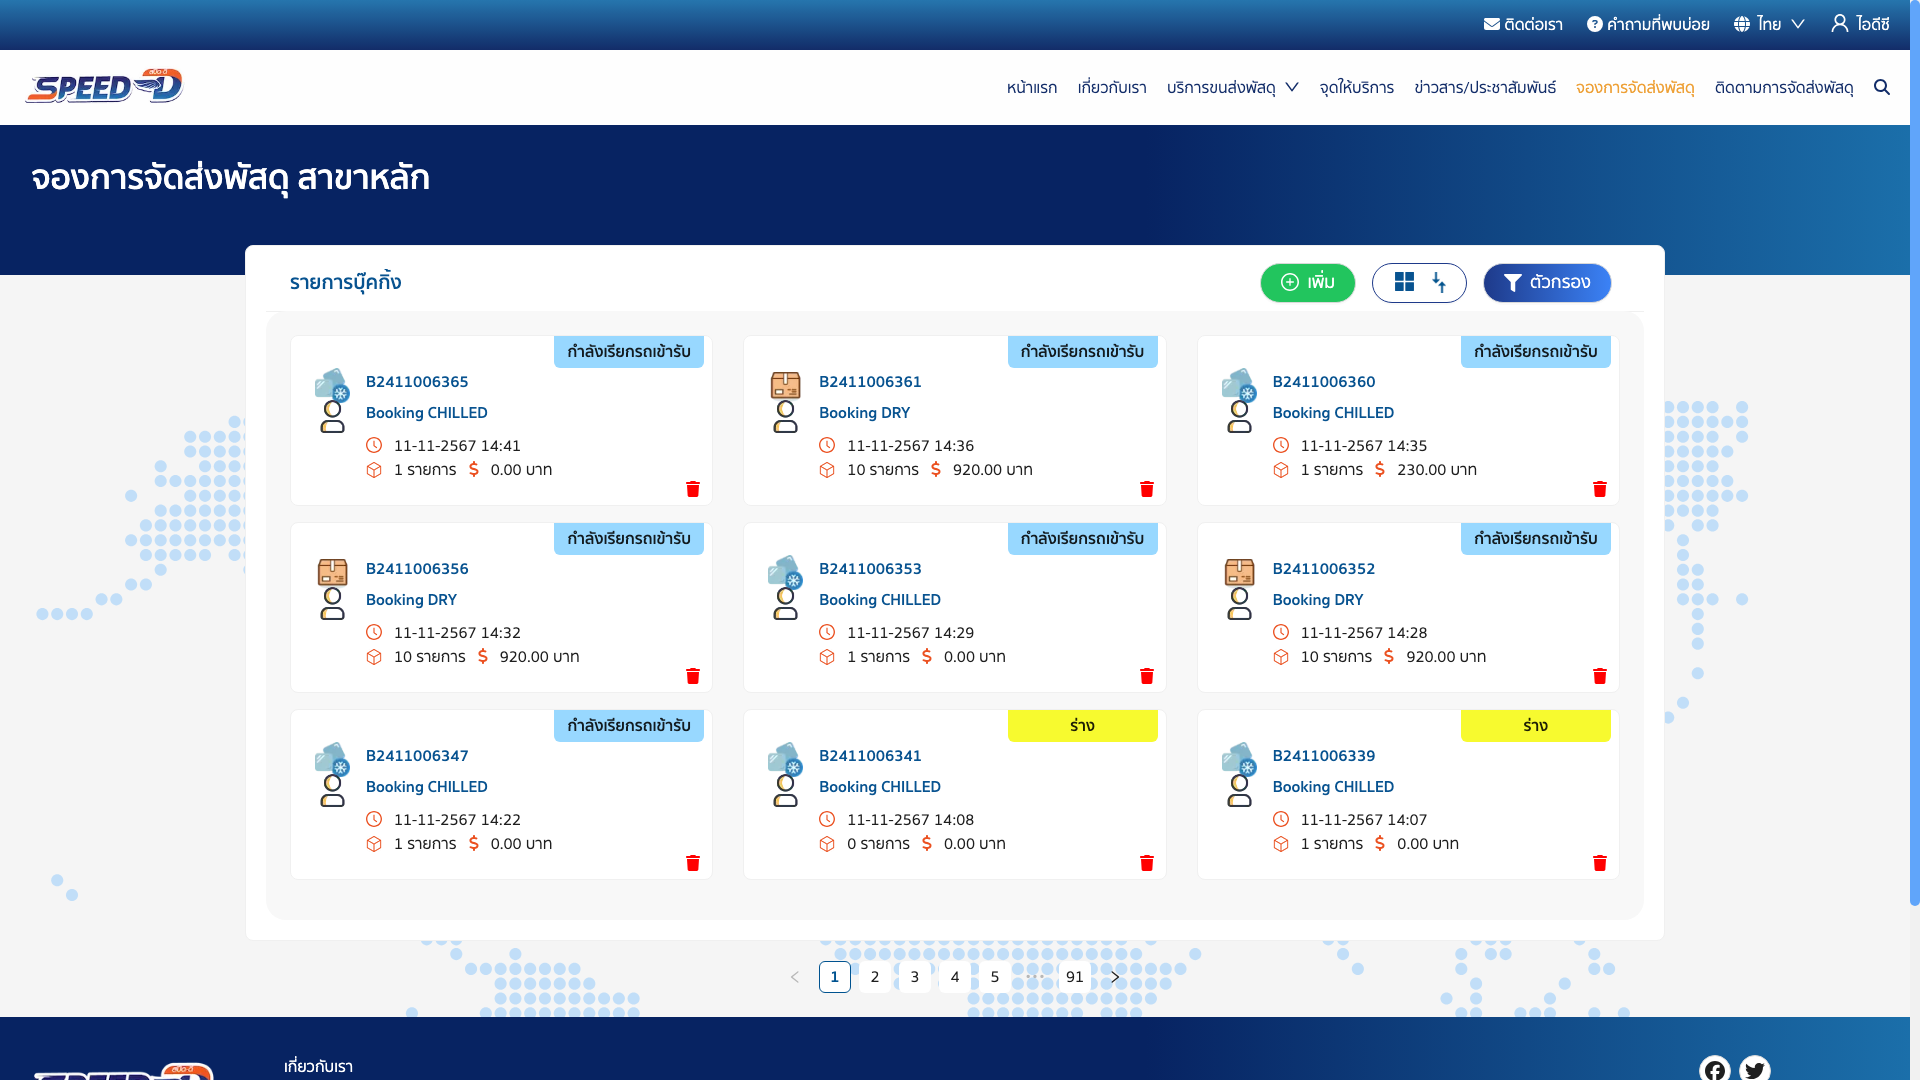 ติดต่อเรา คำถามที่พบบ่อย ไทย ไอดีซี
SPEED-D สปีด-ดี
หน้าแรก เกี่ยวกับเรา บริการขนส่งพัสดุ จุดให้บริการ ข่าวสาร/ประชาสัมพันธ์ จองการจัดส่งพัสดุ ติดตามการจัดส่งพัสดุ
จองการจัดส่งพัสดุ สาขาหลัก
รายการบุ๊คกิ้ง
เพิ่ม
ตัวกรอง
กำลังเรียกรถเข้ารับ
B2411006365
Booking CHILLED
11-11-2567 14:41
1 รายการ $ 0.00 บาท
กำลังเรียกรถเข้ารับ
B2411006361
Booking DRY
11-11-2567 14:36
10 รายการ $ 920.00 บาท
กำลังเรียกรถเข้ารับ
B2411006360
Booking CHILLED
11-11-2567 14:35
1 รายการ $ 230.00 บาท
กำลังเรียกรถเข้ารับ
B2411006356
Booking DRY
11-11-2567 14:32
10 รายการ $ 920.00 บาท
กำลังเรียกรถเข้ารับ
B2411006353
Booking CHILLED
11-11-2567 14:29
1 รายการ $ 0.00 บาท
กำลังเรียกรถเข้ารับ
B2411006352
Booking DRY
11-11-2567 14:28
10 รายการ $ 920.00 บาท
กำลังเรียกรถเข้ารับ
B2411006347
Booking CHILLED
11-11-2567 14:22
1 รายการ $ 0.00 บาท
ร่าง
B2411006341
Booking CHILLED
11-11-2567 14:08
0 รายการ $ 0.00 บาท
ร่าง
B2411006339
Booking CHILLED
11-11-2567 14:07
1 รายการ $ 0.00 บาท
< 1 2 3 4 5 ••• 91 >
เกี่ยวกับเรา
SPEED-D สปีด-ดี